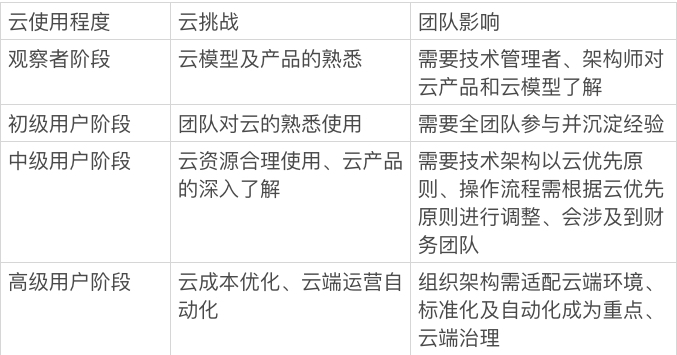 云使用程度
云挑战
团队影响
观察者阶段
云模型及产品的熟悉
需要技术管理者、架构师对
云产品和云模型了解
初级用户阶段
团队对云的熟悉使用
需要全团队参与并沉淀经验
中级用户阶段
云资源合理使用、云产品
的深入了解
需要技术架构以云优先原
则、操作流程需根据云优先
原则进行调整、会涉及到财
务团队
高级用户阶段
云成本优化、云端运营自
动化
组织架构需适配云端环境、
标准化及自动化成为重点、
云端治理